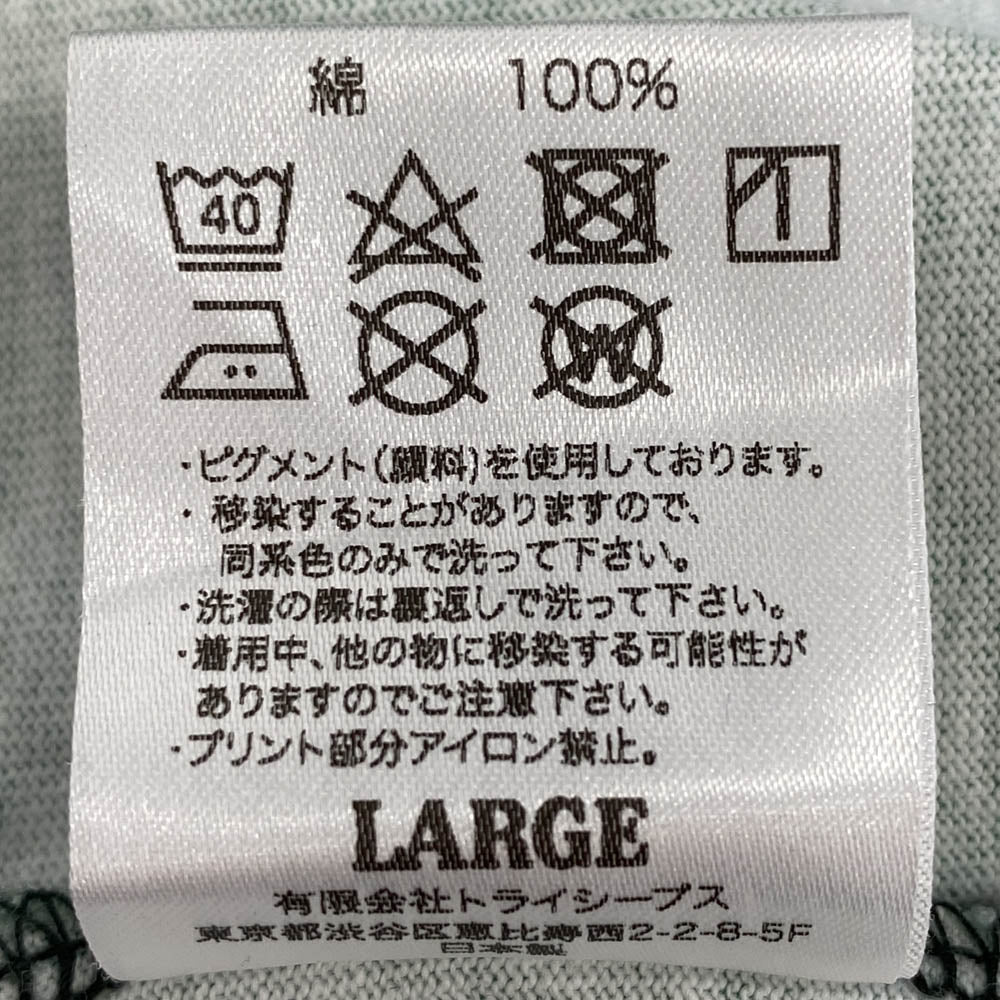 綿 100%
40
W
・ピグメント(顔料)を使用しております。
・移染することがありますので、
同系色のみで洗って下さい。
・洗濯の際は裏返しで洗って下さい。
・着用中、他の物に移染する可能性が
ありますのでご注意下さい。
・プリント部分アイロン禁止。
LARGE
有限会社トライシープス
東京都渋谷区恵比寿西2-2-8-5F
日本製